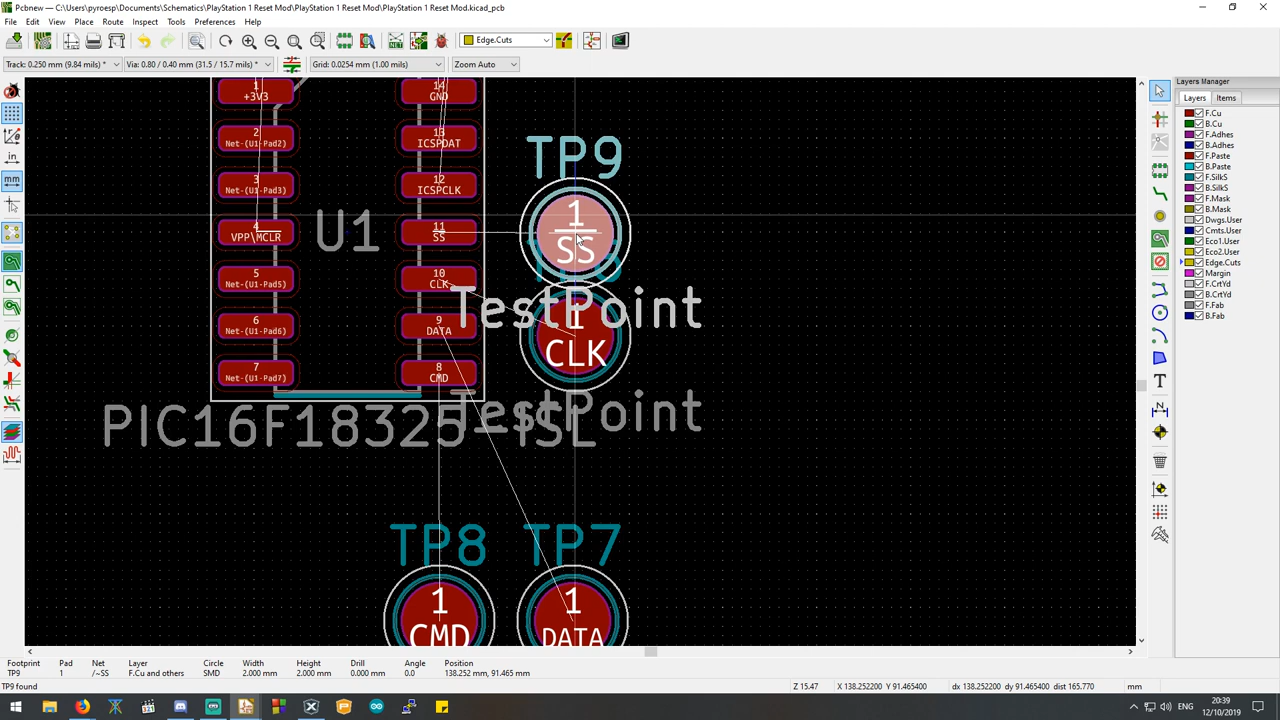 Pcbnew — C:\Users\pyroesp\Documents\Schematics\PlayStation 1 Reset Mod\PlayStation 1 Reset Mod\PlayStation 1 Reset Mod.kicad_pcb
File Edit View Place Route Inspect Tools Preferences Help
Edge.Cuts
Track: 0.250 mm (9.84 mils) * Via: 0.80 / 0.40 mm (31.5 / 15.7 mils) * Grid: 0.0254 mm (1.00 mils) Zoom Auto
Layers Manager
Layers Items
F.Cu
B.Cu
F.Adhes
B.Adhes
F.Paste
B.Paste
F.SilkS
B.SilkS
F.Mask
B.Mask
Dwgs.User
Cmts.User
Eco1.User
Eco2.User
Edge.Cuts
Margin
F.CrtYd
B.CrtYd
F.Fab
B.Fab
in
mm
1
+3V3
2
Net-(U1-Pad2)
3
Net-(U1-Pad3)
4
VPP\MCLR
5
Net-(U1-Pad5)
6
Net-(U1-Pad6)
7
Net-(U1-Pad7)
U1
14
GND
13
ICSPDAT
12
ICSPCLK
11
SS
10
CLK
9
DATA
8
CMD
TP9
1
SS
TestPoint
1
CLK
TestPoint
TP8
1
CMD
TP7
1
DATA
Footprint Pad Net Layer Circle Width Height Drill Angle Position
TP9 1 /~SS F.Cu and others SMD 2.000 mm 2.000 mm 0.000 mm 0.0 138.252 mm, 91.465 mm
TP9 found Z 15.47 X 138.252200 Y 91.465400 dx 138.252200 dy 91.465400 dist 165.770 mm
ENG
20:39
12/10/2019